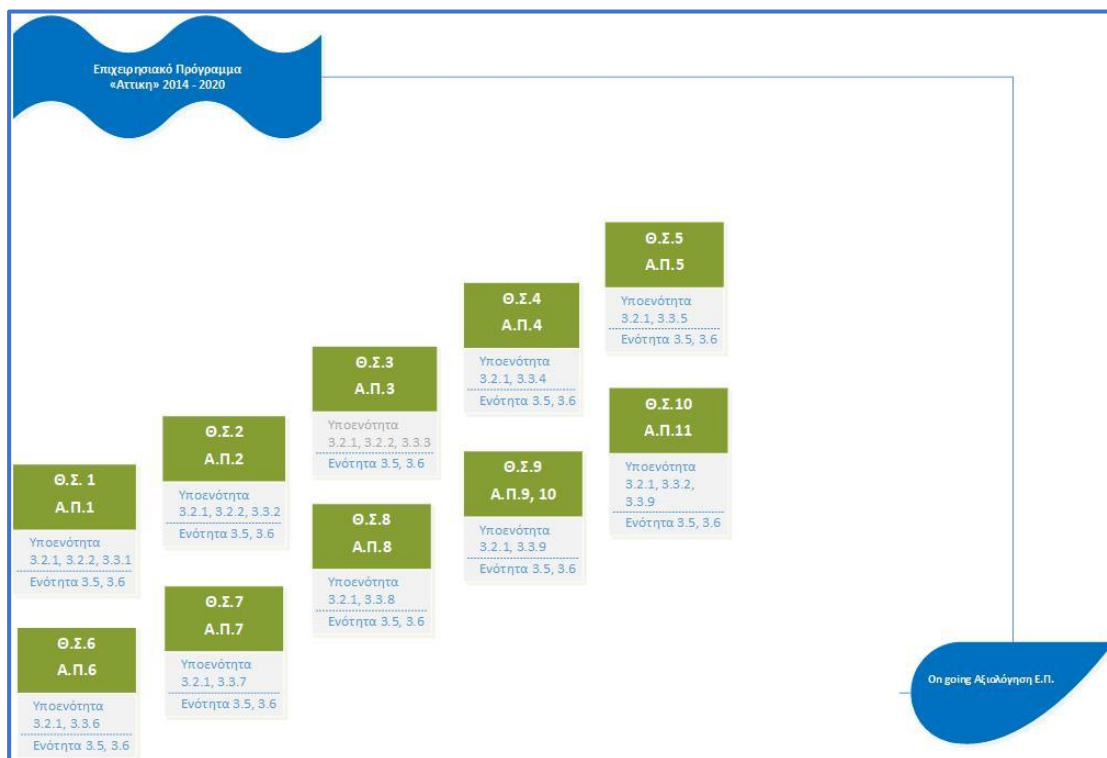 Επιχειρησιακό Πρόγραμμα
«Αττικη» 2014 - 2020
Θ.Σ. 1
Α.Π.1
Υποενότητα
3.2.1, 3.2.2, 3.3.1
Ενότητα 3.5, 3.6
Θ.Σ.2
Α.Π.2
Υποενότητα
3.2.1, 3.2.2, 3.3.2
Ενότητα 3.5, 3.6
Θ.Σ.3
Α.Π.3
Υποενότητα
3.2.1, 3.2.2, 3.3.3
Ενότητα 3.5, 3.6
Θ.Σ.4
Α.Π.4
Υποενότητα
3.2.1, 3.3.4
Ενότητα 3.5, 3.6
Θ.Σ.5
Α.Π.5
Υποενότητα
3.2.1, 3.3.5
Ενότητα 3.5, 3.6
Θ.Σ.6
Α.Π.6
Υποενότητα
3.2.1, 3.3.6
Ενότητα 3.5, 3.6
Θ.Σ.7
Α.Π.7
Υποενότητα
3.2.1, 3.3.7
Ενότητα 3.5, 3.6
Θ.Σ.8
Α.Π.8
Υποενότητα
3.2.1, 3.3.8
Ενότητα 3.5, 3.6
Θ.Σ.9
Α.Π.9, 10
Υποενότητα
3.2.1, 3.3.9
Ενότητα 3.5, 3.6
Θ.Σ.10
Α.Π.11
Υποενότητα
3.2.1, 3.3.2,
3.3.9
Ενότητα 3.5, 3.6
On going Αξιολόγηση Ε.Π.